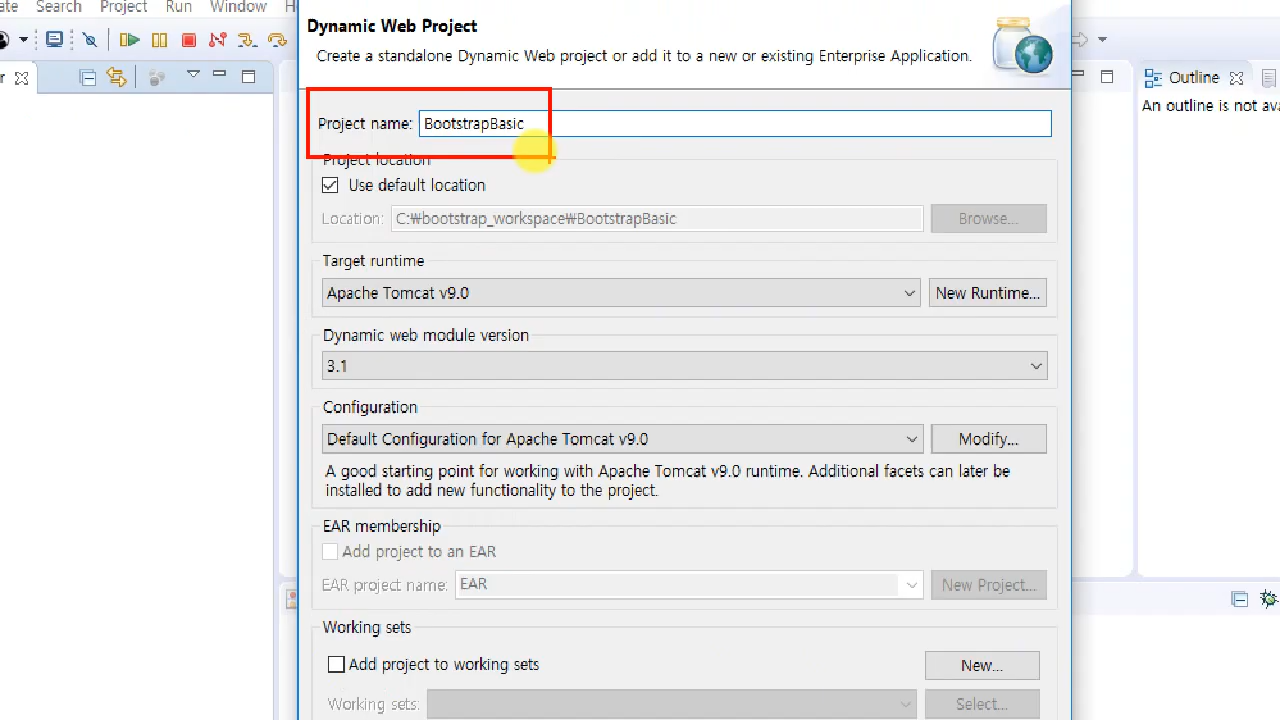 Search Project Run Window
Dynamic Web Project
Create a standalone Dynamic Web project or add it to a new or existing Enterprise Application.
Outline
An outline is not ava
Project name: BootstrapBasic
Project location
Use default location
Location: C:₩bootstrap_workspace₩BootstrapBasic Browse...
Target runtime
Apache Tomcat v9.0 New Runtime...
Dynamic web module version
3.1
Configuration
Default Configuration for Apache Tomcat v9.0 Modify...
A good starting point for working with Apache Tomcat v9.0 runtime. Additional facets can later be
installed to add new functionality to the project.
EAR membership
Add project to an EAR
EAR project name: EAR New Project...
Working sets
Add project to working sets New...
Working sets: Select...